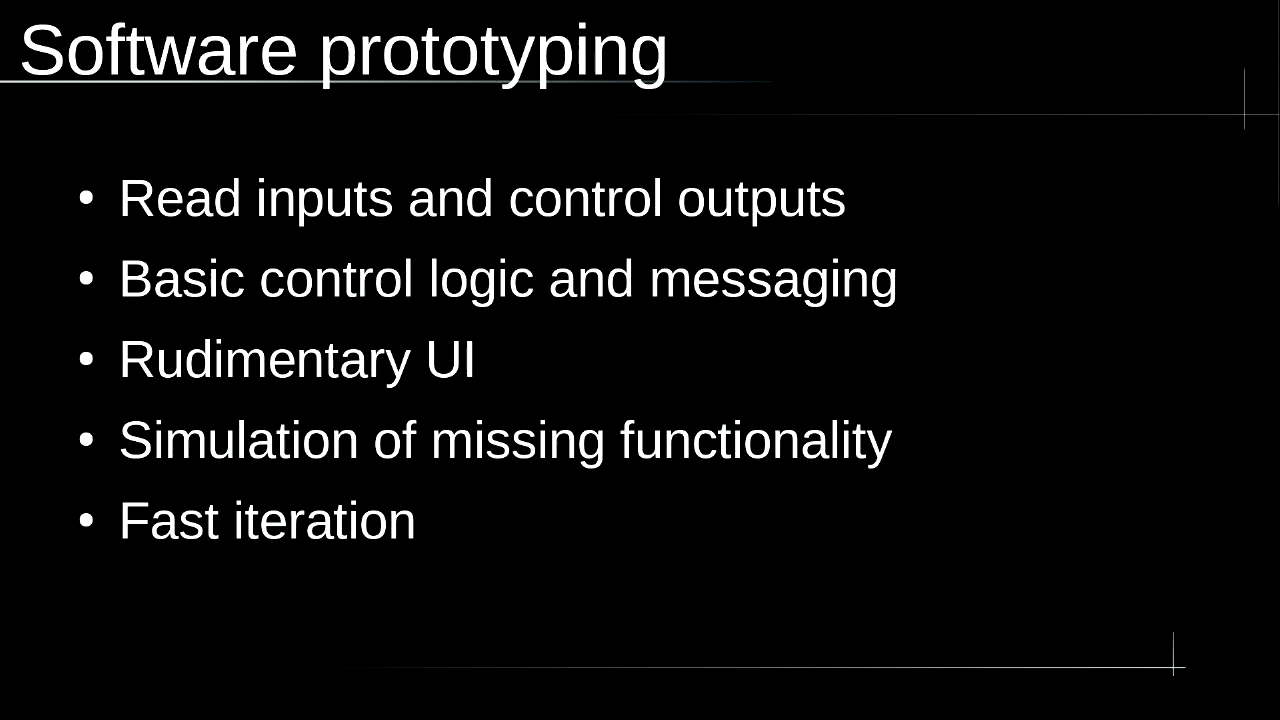 Software prototyping
• Read inputs and control outputs
• Basic control logic and messaging
• Rudimentary UI
• Simulation of missing functionality
• Fast iteration